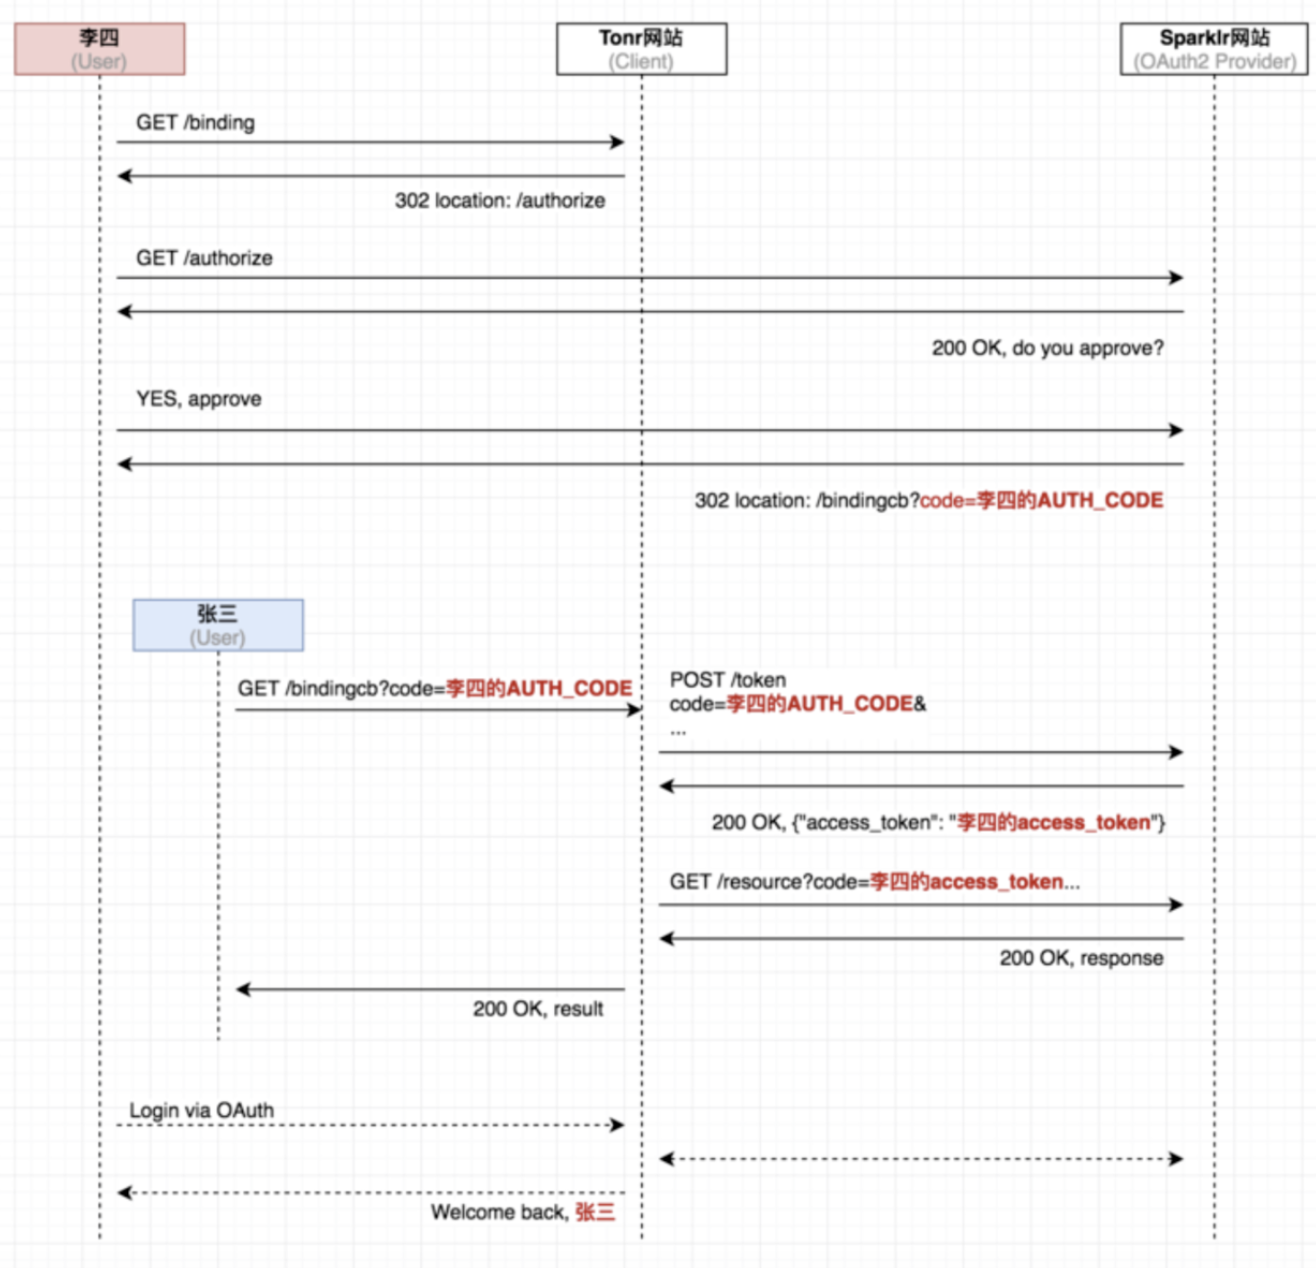 李四
(User)
Tonr网站
(Client)
Sparklr网站
(OAuth2 Provider)
GET /binding
302 location: /authorize
GET /authorize
200 OK, do you approve?
YES, approve
302 location: /bindingcb?code=李四的AUTH_CODE
张三
(User)
GET /bindingcb?code=李四的AUTH_CODE
POST /token
code=李四的AUTH_CODE&
...
200 OK, {"access_token": "李四的access_token"}
GET /resource?code=李四的access_token...
200 OK, response
200 OK, result
Login via OAuth
Welcome back, 张三